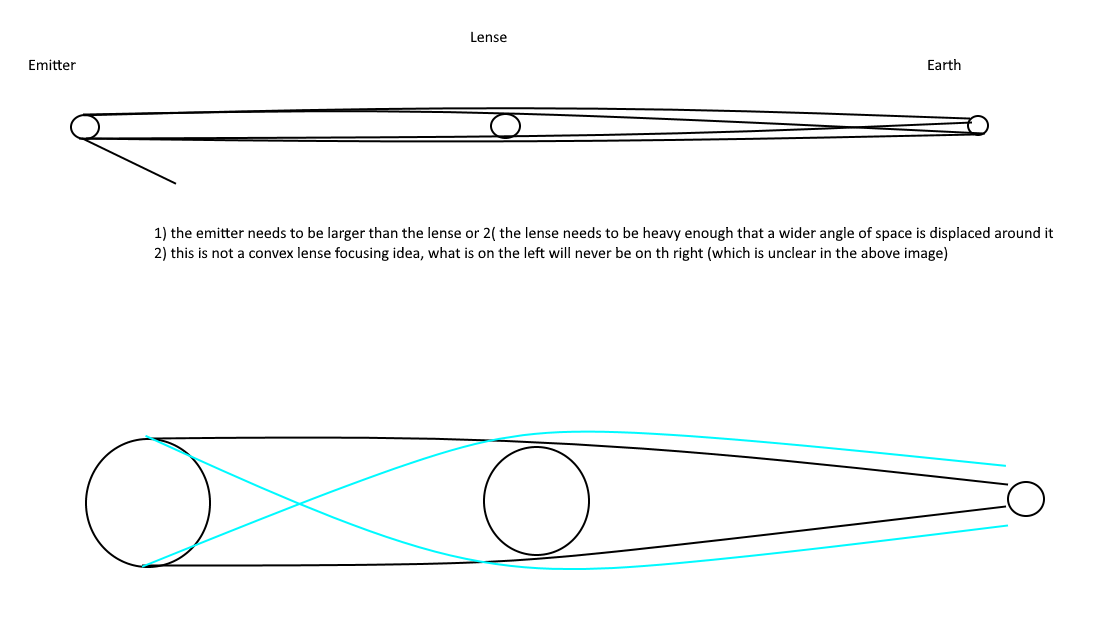 Lense
Emitter
Earth
1) the emitter needs to be larger than the lense or 2( the lense needs to be heavy enough that a wider angle of space is displaced around it
2) this is not a convex lense focusing idea, what is on the left will never be on th right (which is unclear in the above image)